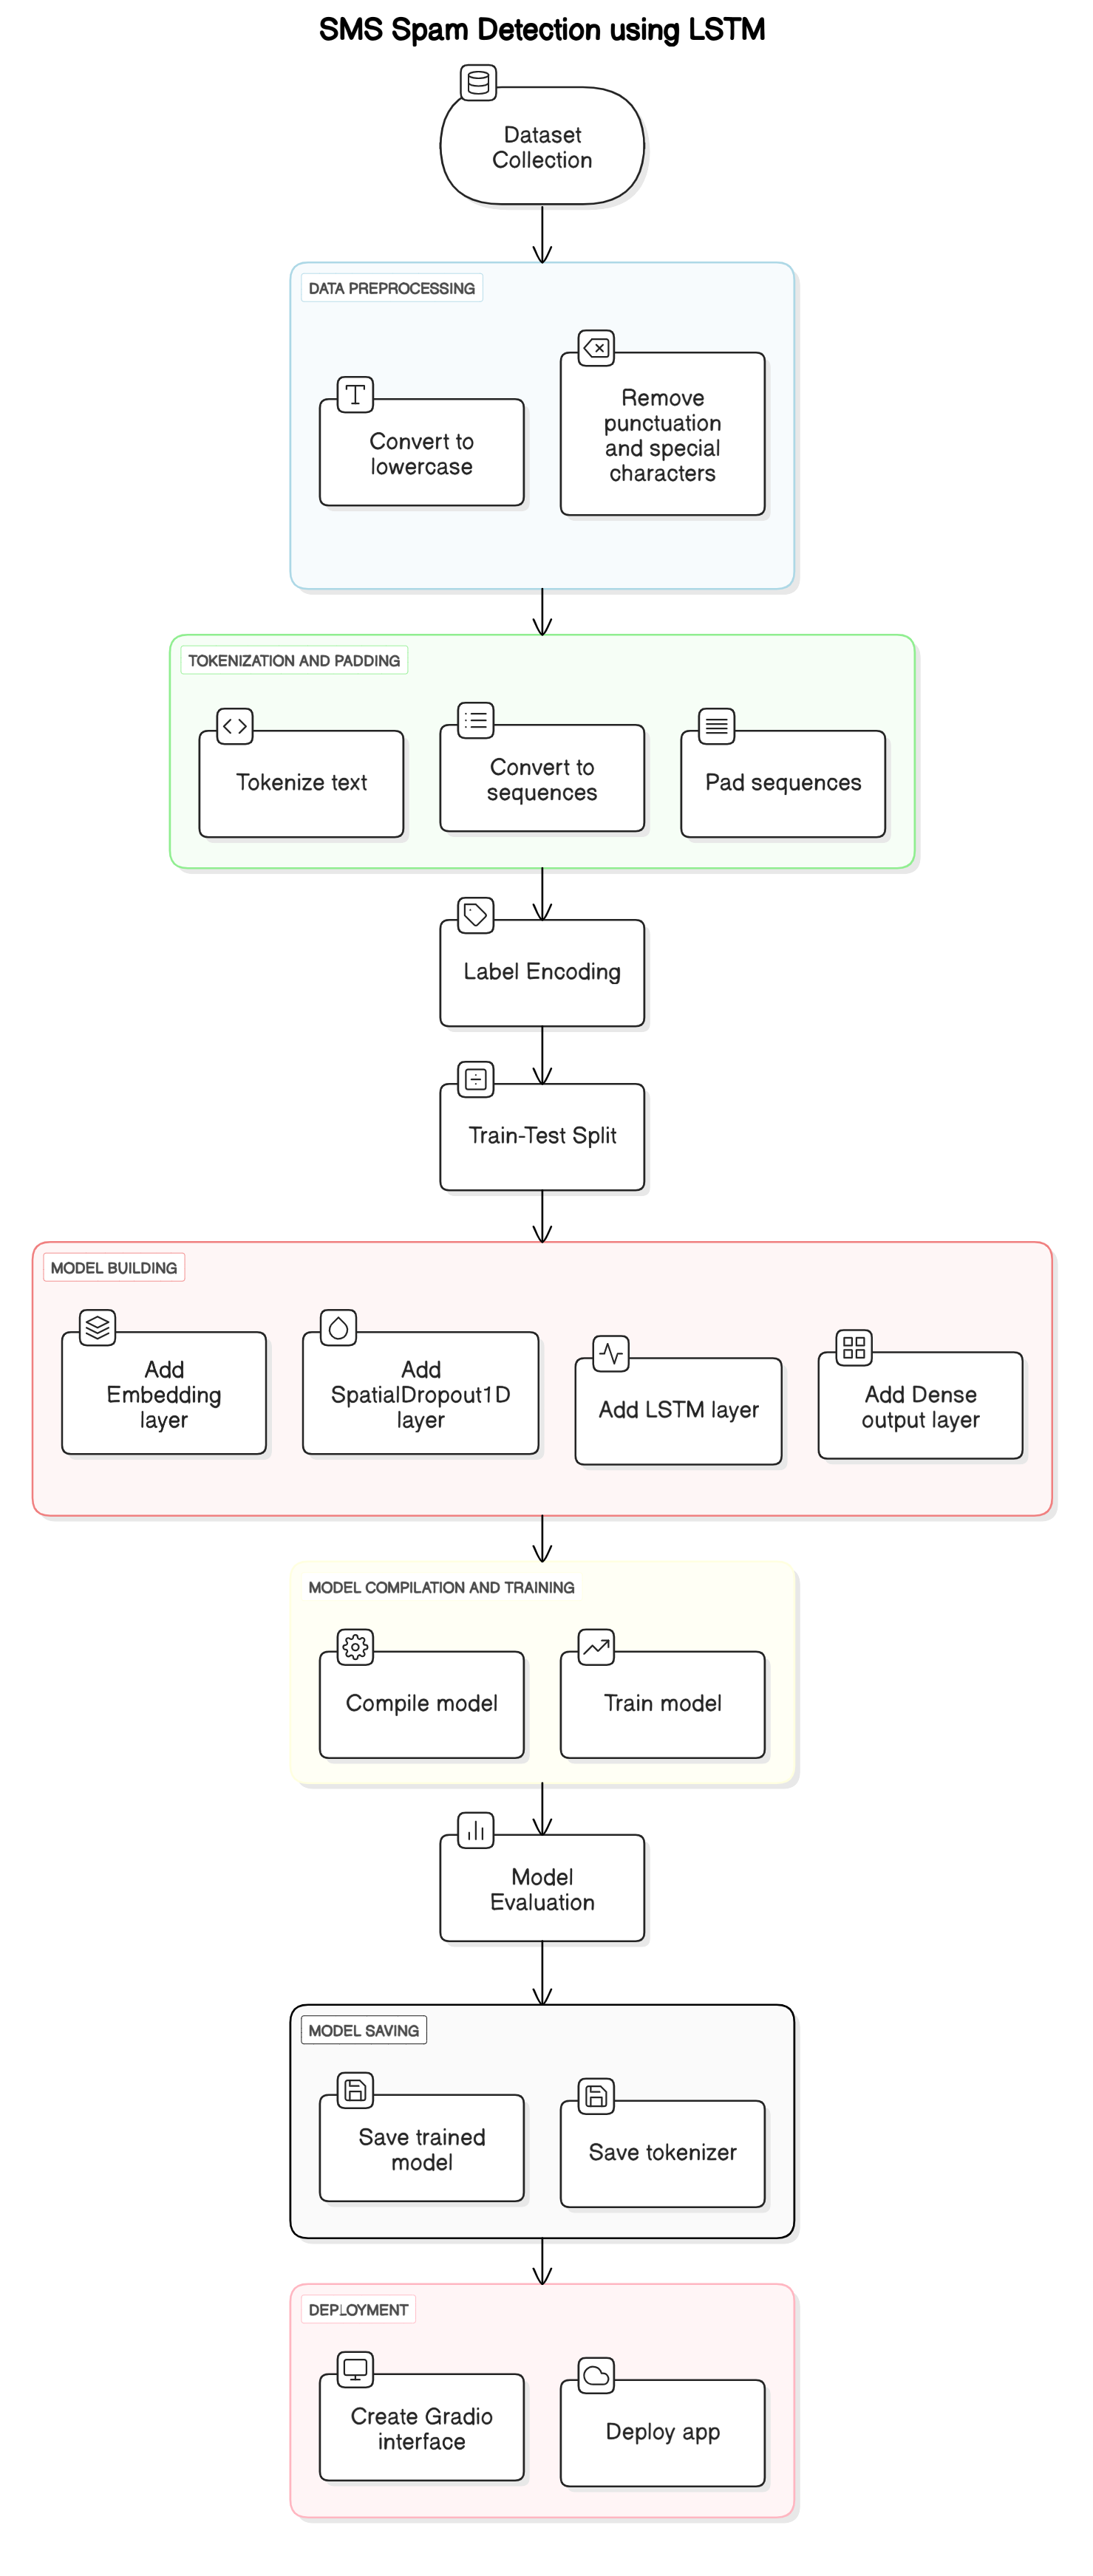 SMS Spam Detection using LSTM
Dataset
Collection
DATA PREPROCESSING
Convert to
lowercase
Remove
punctuation
and special
characters
TOKENIZATION AND PADDING
Tokenize text
Convert to
sequences
Pad sequences
Label Encoding
Train-Test Split
MODEL BUILDING
Add
Embedding
layer
Add
SpatialDropout1D
layer
Add LSTM layer
Add Dense
output layer
MODEL COMPILATION AND TRAINING
Compile model
Train model
Model
Evaluation
MODEL SAVING
Save trained
model
Save tokenizer
DEPLOYMENT
Create Gradio
interface
Deploy app